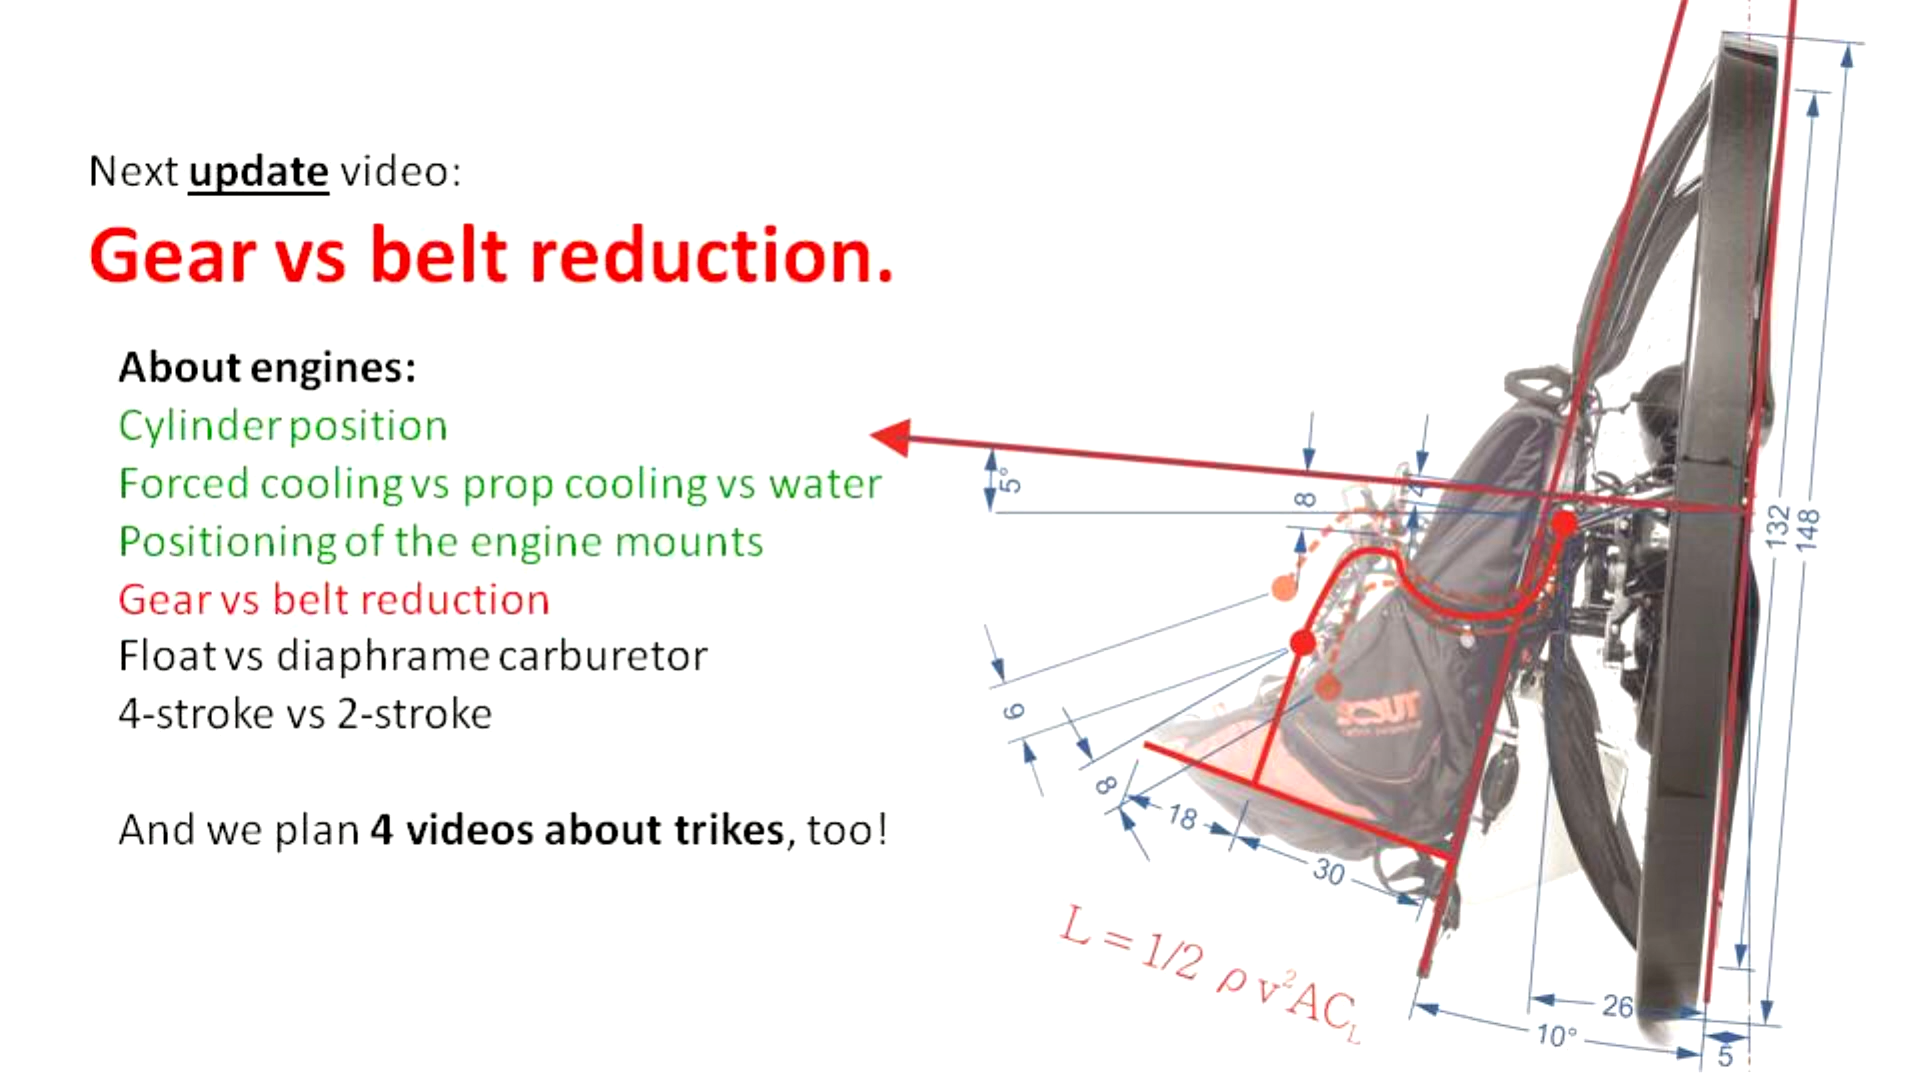 Next update video:
Gear vs belt reduction.
About engines:
Cylinder position
Forced cooling vs prop cooling vs water
Positioning of the engine mounts
Gear vs belt reduction
Float vs diaphrame carburetor
4-stroke vs 2-stroke
And we plan 4 videos about trikes, too!
5°
8
4
132
148
6
8
18
30
SCOUT
L = 1/2 ρ v²AC_L
26
10°
5